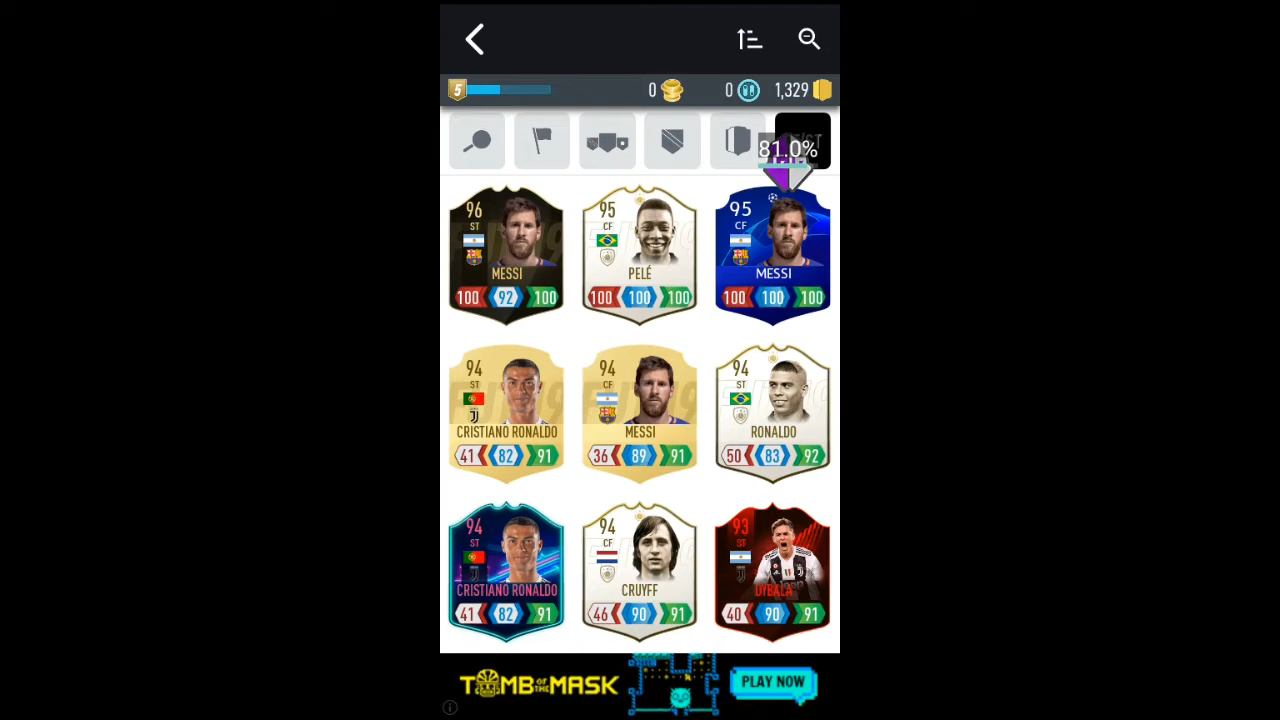 5 0 0 1,329
81.0%
96 ST MESSI 100 92 100
95 CF PELÉ 100 100 100
95 CF MESSI 100 100 100
94 ST CRISTIANO RONALDO 41 82 91
94 CF MESSI 36 89 91
94 ST RONALDO 50 83 92
94 ST CRISTIANO RONALDO 41 82 91
94 CF CRUYFF 46 90 91
93 ST DYBALA 40 90 91
TOMB OF THE MASK PLAY NOW